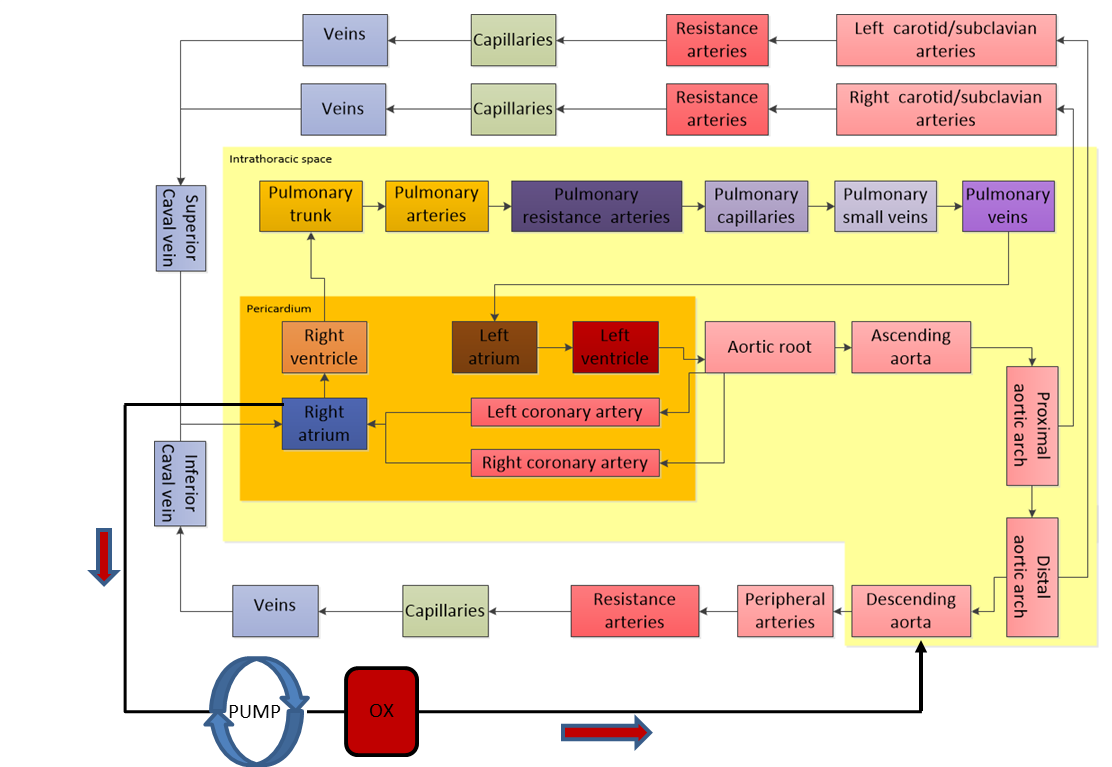 Veins
Capillaries
Resistance
arteries
Left carotid/subclavian
arteries
Veins
Capillaries
Resistance
arteries
Right carotid/subclavian
arteries
Intrathoracic space
Superior
Caval vein
Pulmonary
trunk
Pulmonary
arteries
Pulmonary
resistance arteries
Pulmonary
capillaries
Pulmonary
small veins
Pulmonary
veins
Pericardium
Right
ventricle
Left
atrium
Left
ventricle
Aortic root
Ascending
aorta
Right
atrium
Left coronary artery
Right coronary artery
Proximal
aortic arch
Inferior
Caval vein
Distal
aortic arch
Veins
Capillaries
Resistance
arteries
Peripheral
arteries
Descending
aorta
PUMP
OX